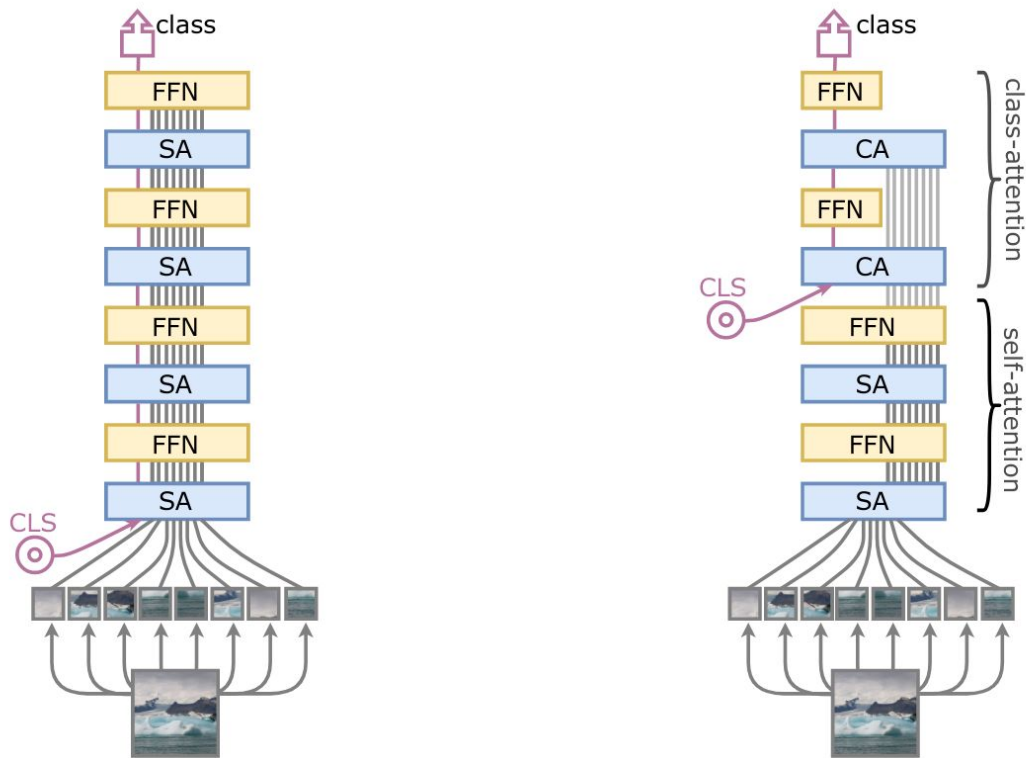 class
FFN
SA
FFN
SA
FFN
SA
FFN
SA
CLS
class
FFN
CA
FFN
CA
CLS
FFN
SA
FFN
SA
class-attention
self-attention